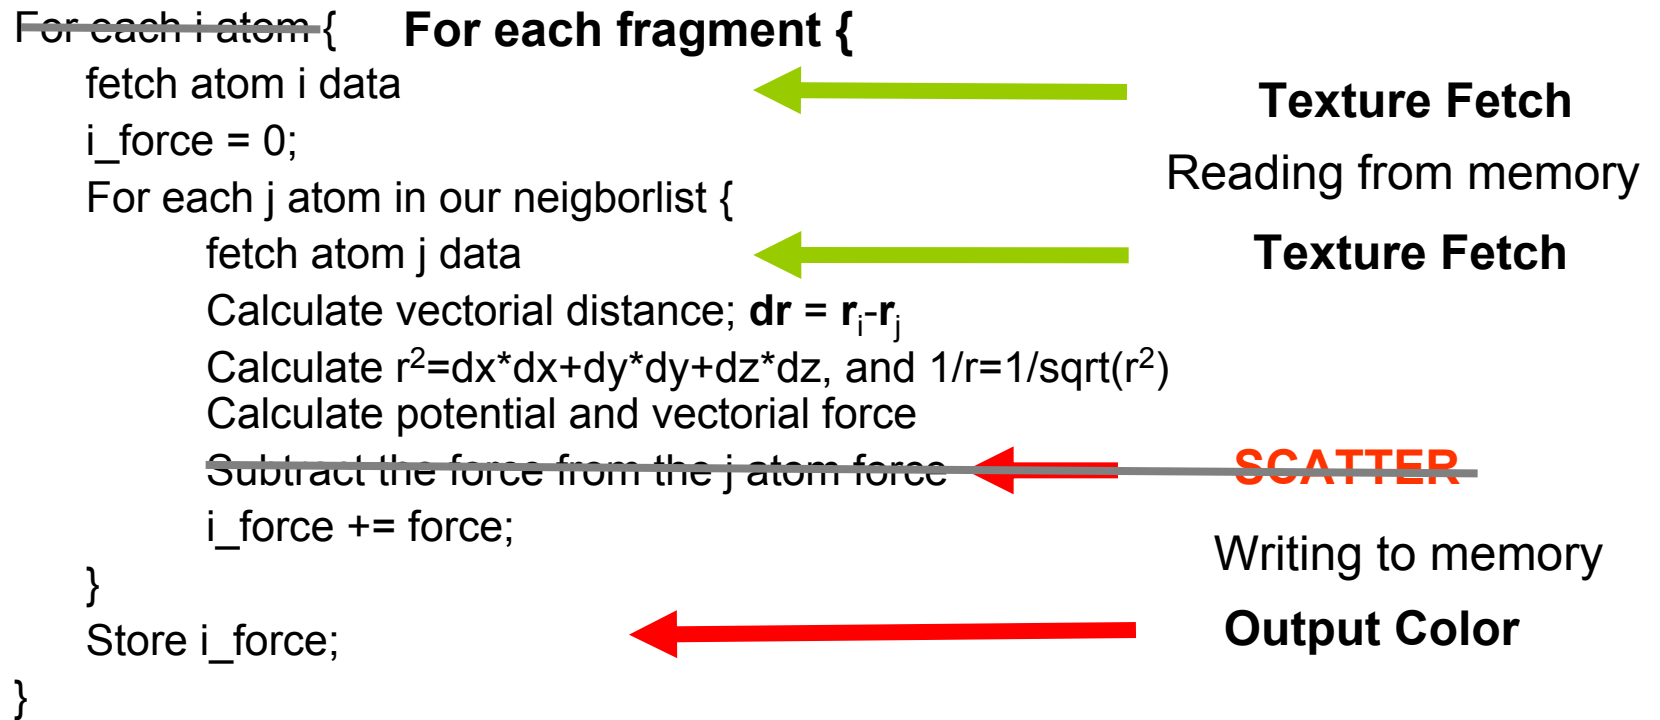 For each i atom { For each fragment {
fetch atom i data
Texture Fetch
i_force = 0;
Reading from memory
For each j atom in our neigborlist {
fetch atom j data
Texture Fetch
Calculate vectorial distance; dr = rᵢ-rⱼ
Calculate r²=dx*dx+dy*dy+dz*dz, and 1/r=1/sqrt(r²)
Calculate potential and vectorial force
Subtract the force from the j atom force
SCATTER
i_force += force;
Writing to memory
}
Store i_force;
Output Color
}